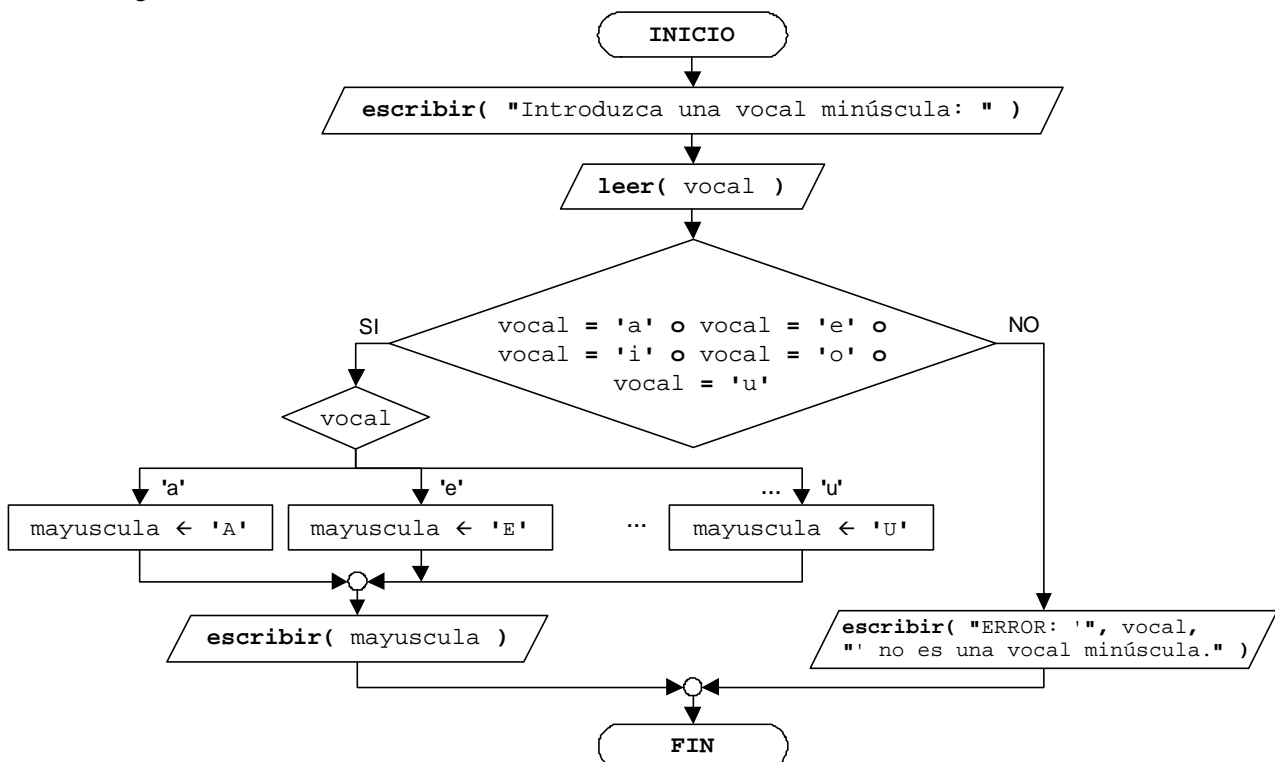 INICIO
escribir( "Introduzca una vocal minúscula: " )
leer( vocal )
SI
vocal = 'a' o vocal = 'e' o
vocal = 'i' o vocal = 'o' o
vocal = 'u'
NO
vocal
'a'
'e'
... 'u'
mayuscula ← 'A'
mayuscula ← 'E'
...
mayuscula ← 'U'
escribir( mayuscula )
escribir( "ERROR: '", vocal,
"' no es una vocal minúscula." )
FIN